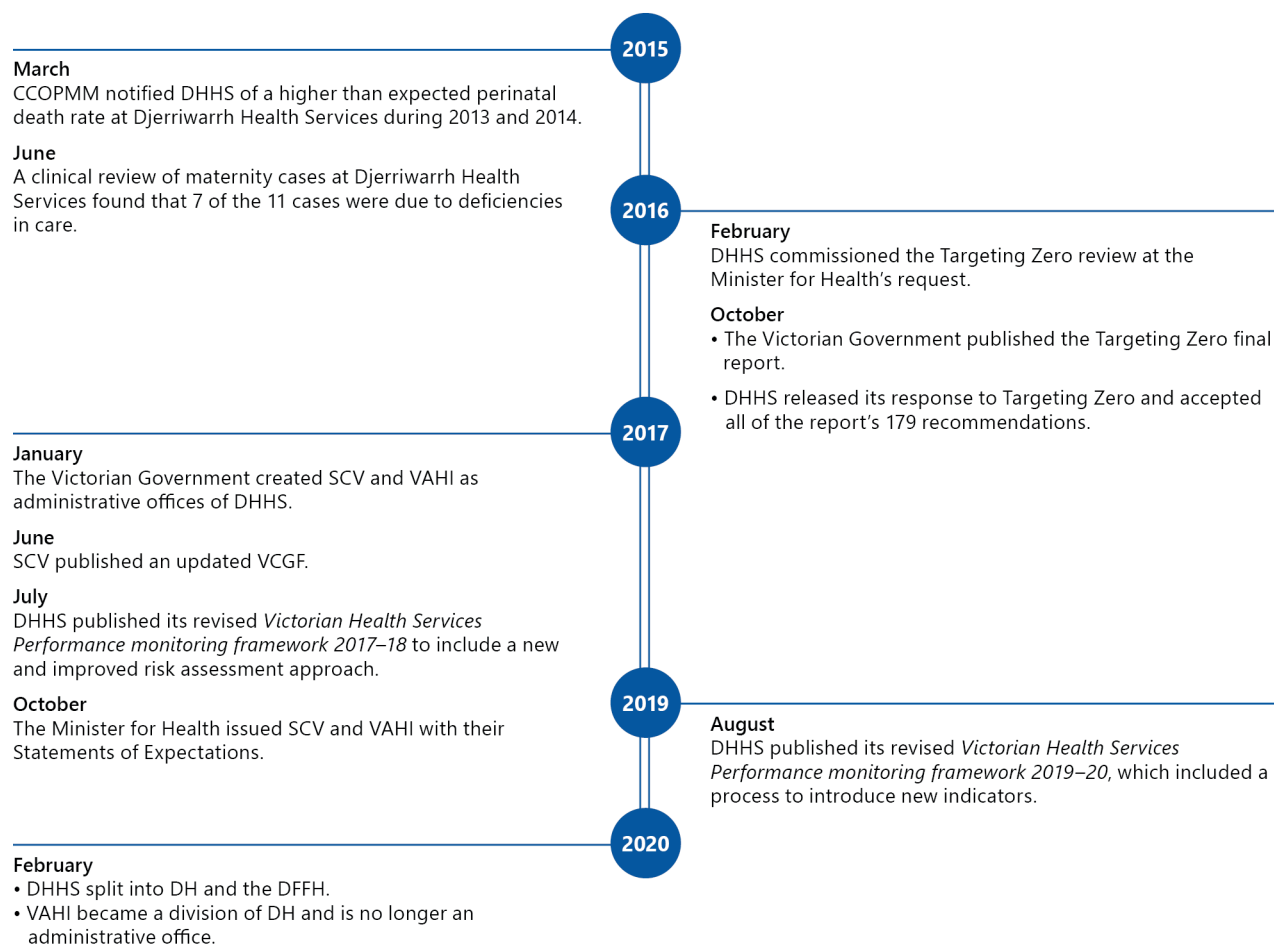 2015
March
CCOPMM notified DHHS of a higher than expected perinatal
death rate at Djerriwarrh Health Services during 2013 and 2014.
June
A clinical review of maternity cases at Djerriwarrh Health
Services found that 7 of the 11 cases were due to deficiencies
in care.
2016
February
DHHS commissioned the Targeting Zero review at the
Minister for Health’s request.
October
• The Victorian Government published the Targeting Zero final
report.
• DHHS released its response to Targeting Zero and accepted
all of the report’s 179 recommendations.
2017
January
The Victorian Government created SCV and VAHI as
administrative offices of DHHS.
June
SCV published an updated VCGF.
July
DHHS published its revised Victorian Health Services
Performance monitoring framework 2017–18 to include a new
and improved risk assessment approach.
October
The Minister for Health issued SCV and VAHI with their
Statements of Expectations.
2019
August
DHHS published its revised Victorian Health Services
Performance monitoring framework 2019–20, which included a
process to introduce new indicators.
2020
February
• DHHS split into DH and the DFFH.
• VAHI became a division of DH and is no longer an
administrative office.